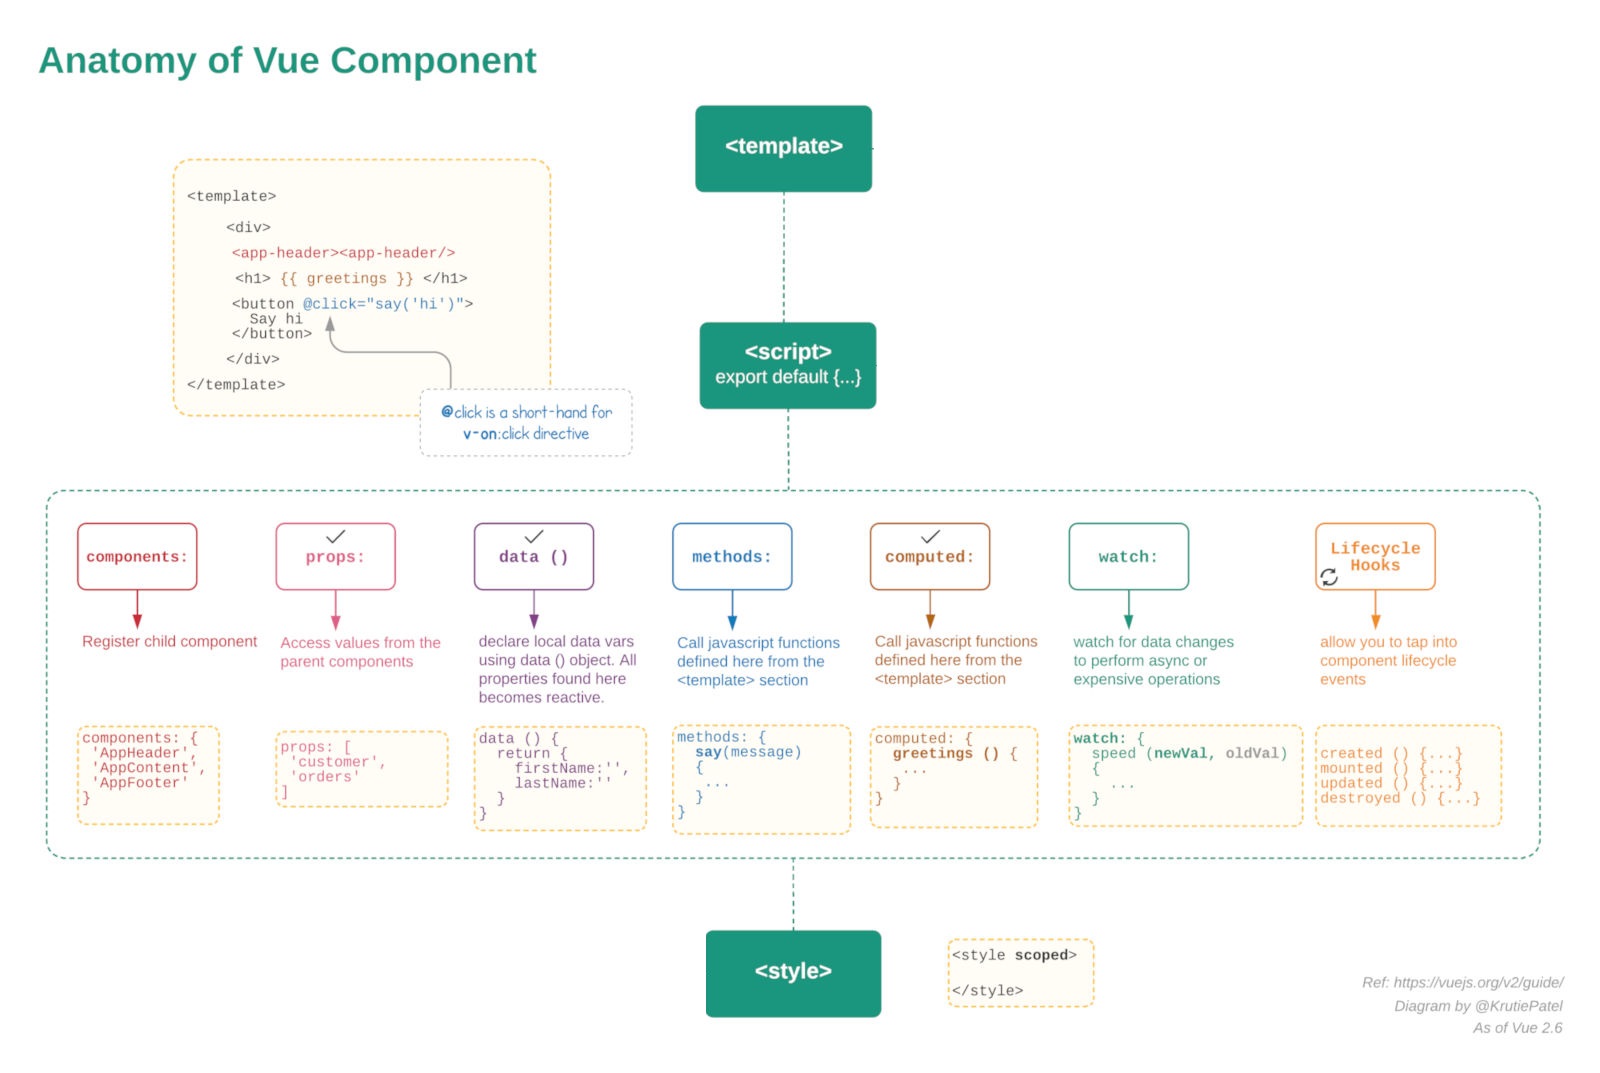 Anatomy of Vue Component
<template>
<template>
<div>
<app-header><app-header/>
<h1> {{ greetings }} </h1>
<button @click="say('hi')">
Say hi
</button>
</div>
</template>
@click is a short-hand for
v-on:click directive
<script>
export default {...}
components:
Register child component
components: {
'AppHeader',
'AppContent',
'AppFooter'
}
props:
Access values from the
parent components
props: [
'customer',
'orders'
]
data ()
declare local data vars
using data () object. All
properties found here
becomes reactive.
data () {
return {
firstName:'',
lastName:''
}
}
methods:
Call javascript functions
defined here from the
<template> section
methods: {
say(message)
{
...
}
}
computed:
Call javascript functions
defined here from the
<template> section
computed: {
greetings () {
...
}
}
watch:
watch for data changes
to perform async or
expensive operations
watch: {
speed (newVal, oldVal)
{
...
}
}
Lifecycle
Hooks
allow you to tap into
component lifecycle
events
created () {...}
mounted () {...}
updated () {...}
destroyed () {...}
<style>
<style scoped>
</style>
Ref: https://vuejs.org/v2/guide/
Diagram by @KrutiePatel
As of Vue 2.6